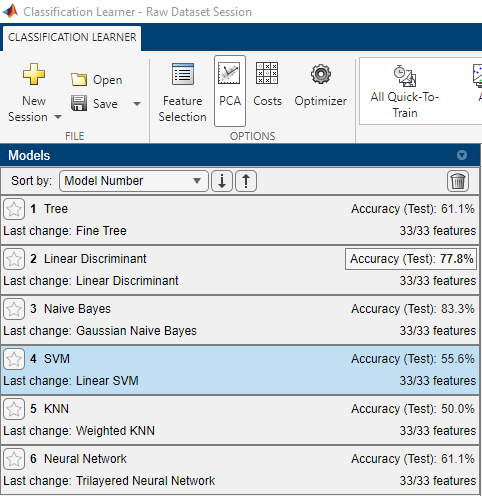 Classification Learner - Raw Dataset Session
CLASSIFICATION LEARNER
New Session
Open
Save
FILE
Feature Selection
PCA
Costs
Optimizer
OPTIONS
All Quick-To-Train
Models
Sort by: Model Number
1 Tree Accuracy (Test): 61.1%
Last change: Fine Tree 33/33 features
2 Linear Discriminant Accuracy (Test): 77.8%
Last change: Linear Discriminant 33/33 features
3 Naive Bayes Accuracy (Test): 83.3%
Last change: Gaussian Naive Bayes 33/33 features
4 SVM Accuracy (Test): 55.6%
Last change: Linear SVM 33/33 features
5 KNN Accuracy (Test): 50.0%
Last change: Weighted KNN 33/33 features
6 Neural Network Accuracy (Test): 61.1%
Last change: Trilayered Neural Network 33/33 features